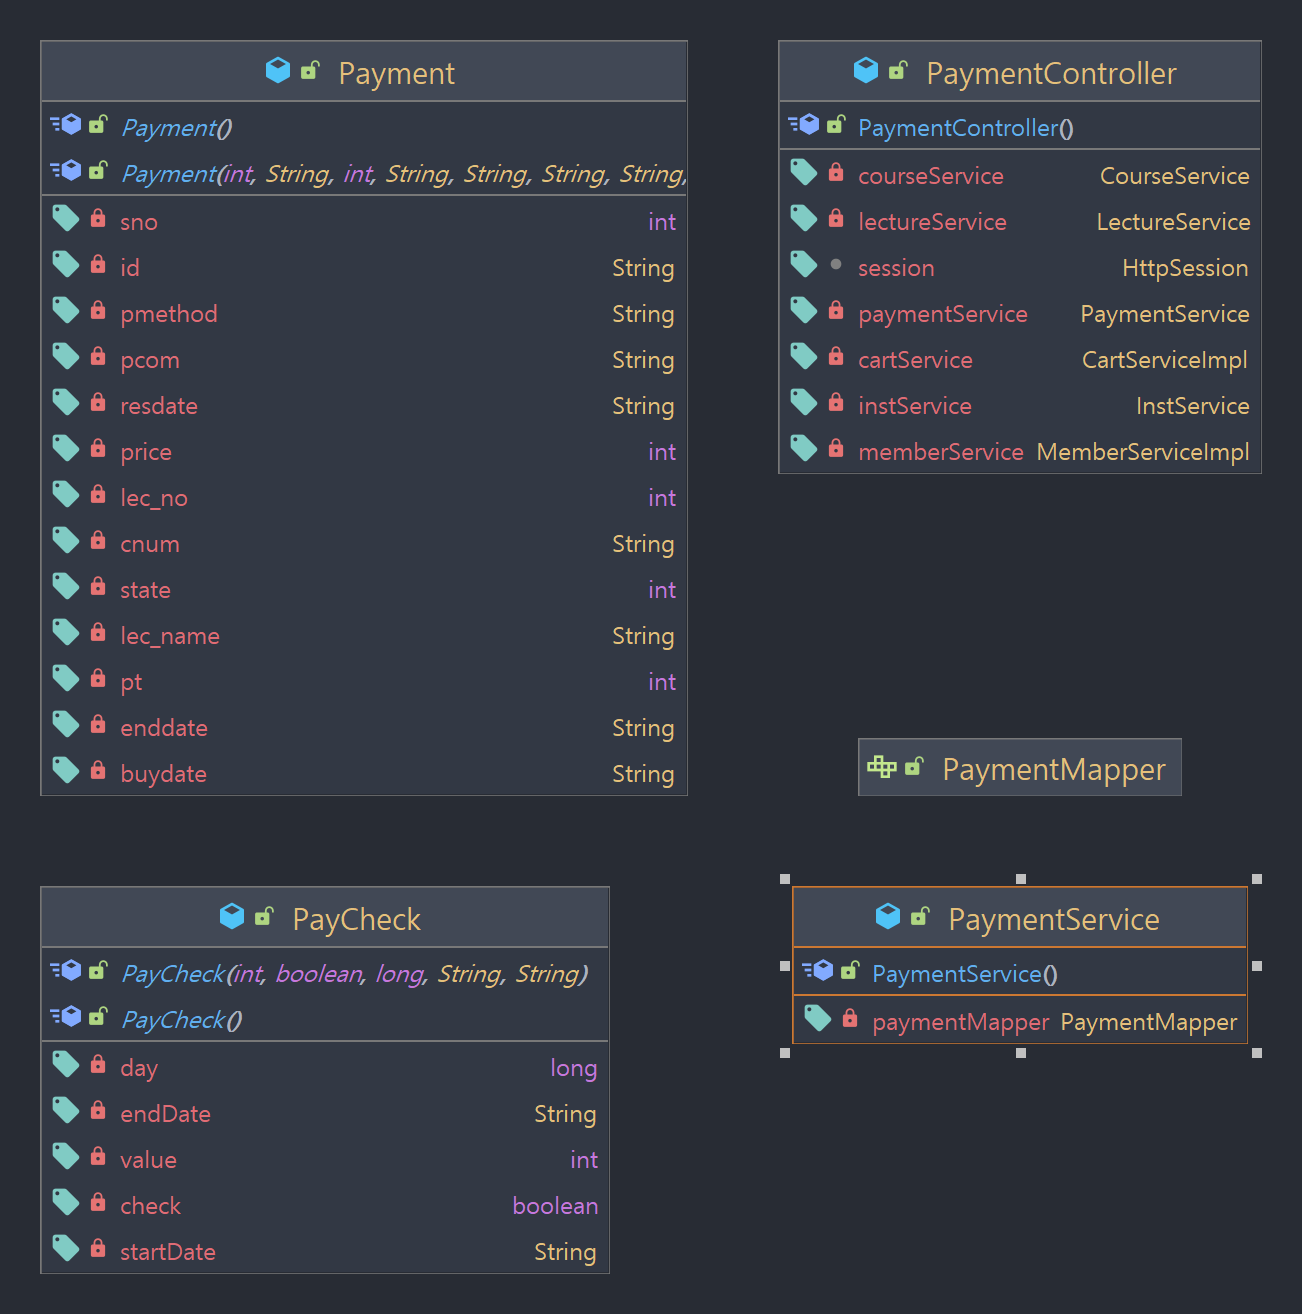 Payment
Payment()
Payment(int, String, int, String, String, String, String,
sno int
id String
pmethod String
pcom String
resdate String
price int
lec_no int
cnum String
state int
lec_name String
pt int
enddate String
buydate String
PaymentController
PaymentController()
courseService CourseService
lectureService LectureService
session HttpSession
paymentService PaymentService
cartService CartServiceImpl
instService InstService
memberService MemberServiceImpl
PaymentMapper
PayCheck
PayCheck(int, boolean, long, String, String)
PayCheck()
day long
endDate String
value int
check boolean
startDate String
PaymentService
PaymentService()
paymentMapper PaymentMapper